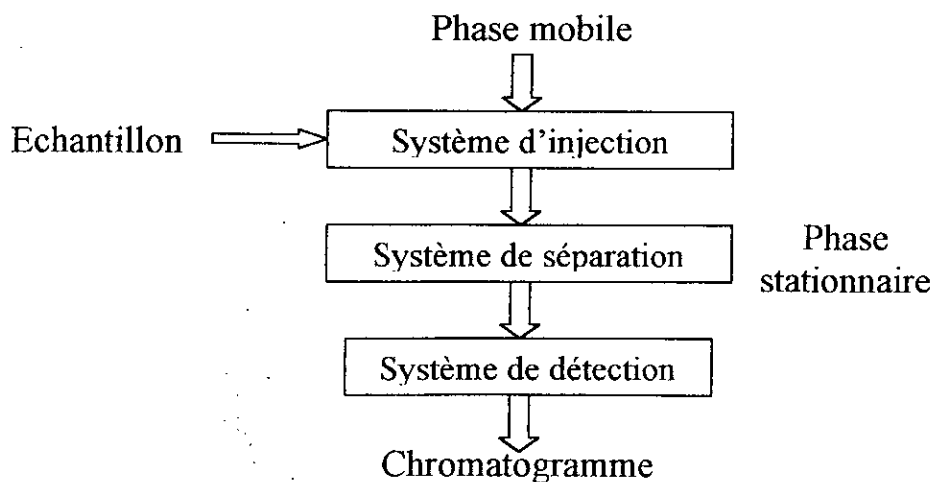 Phase mobile
Echantillon
Système d'injection
Système de séparation
Phase
stationnaire
Système de détection
Chromatogramme